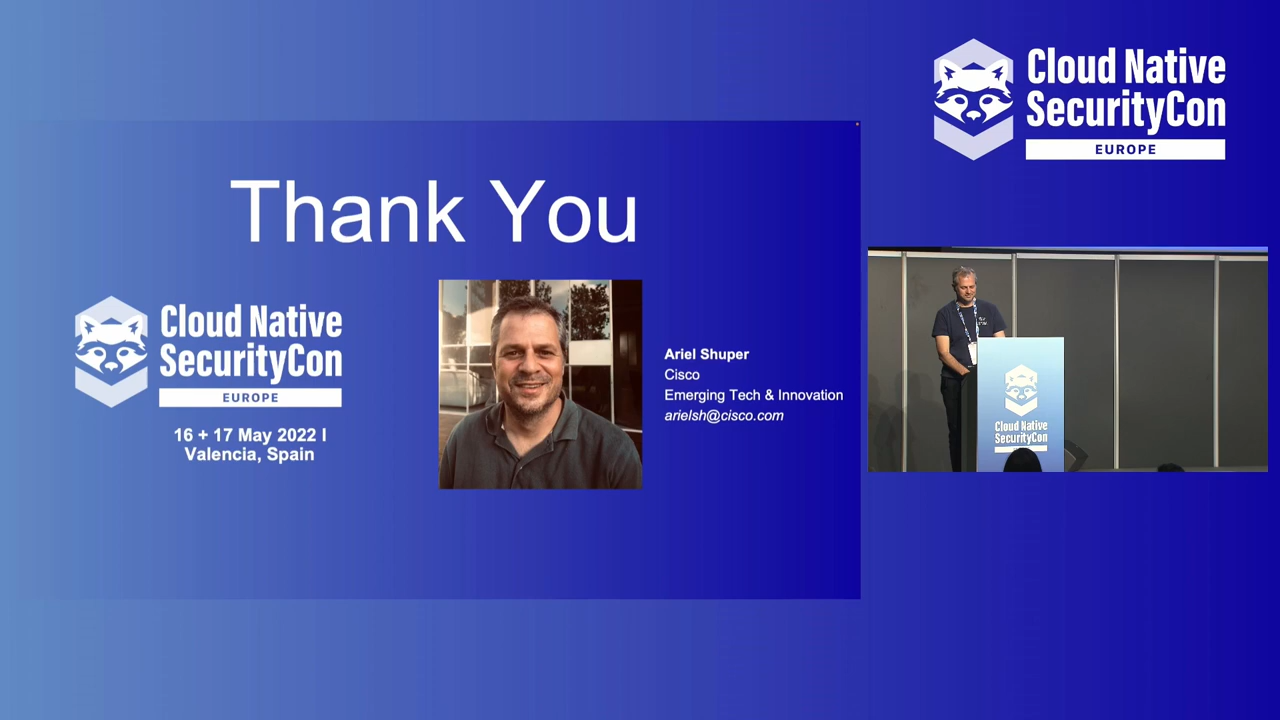 Cloud Native
SecurityCon
EUROPE
Thank You
Cloud Native
SecurityCon
EUROPE
16 + 17 May 2022 I
Valencia, Spain
Ariel Shuper
Cisco
Emerging Tech & Innovation
arielsh@cisco.com
Cloud Native
SecurityCon